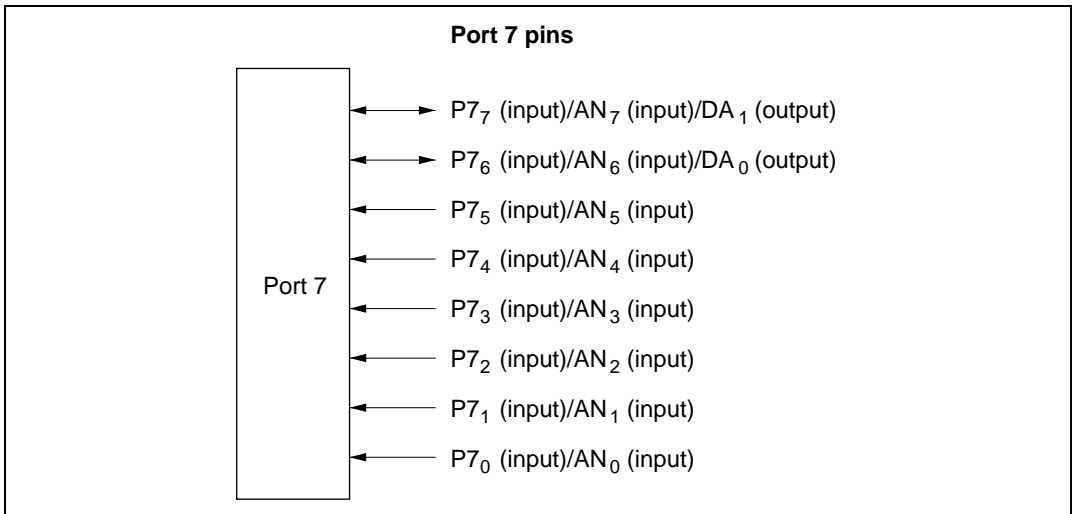 Port 7 pins
P7₇ (input)/AN₇ (input)/DA₁ (output)
P7₆ (input)/AN₆ (input)/DA₀ (output)
P7₅ (input)/AN₅ (input)
P7₄ (input)/AN₄ (input)
Port 7
P7₃ (input)/AN₃ (input)
P7₂ (input)/AN₂ (input)
P7₁ (input)/AN₁ (input)
P7₀ (input)/AN₀ (input)